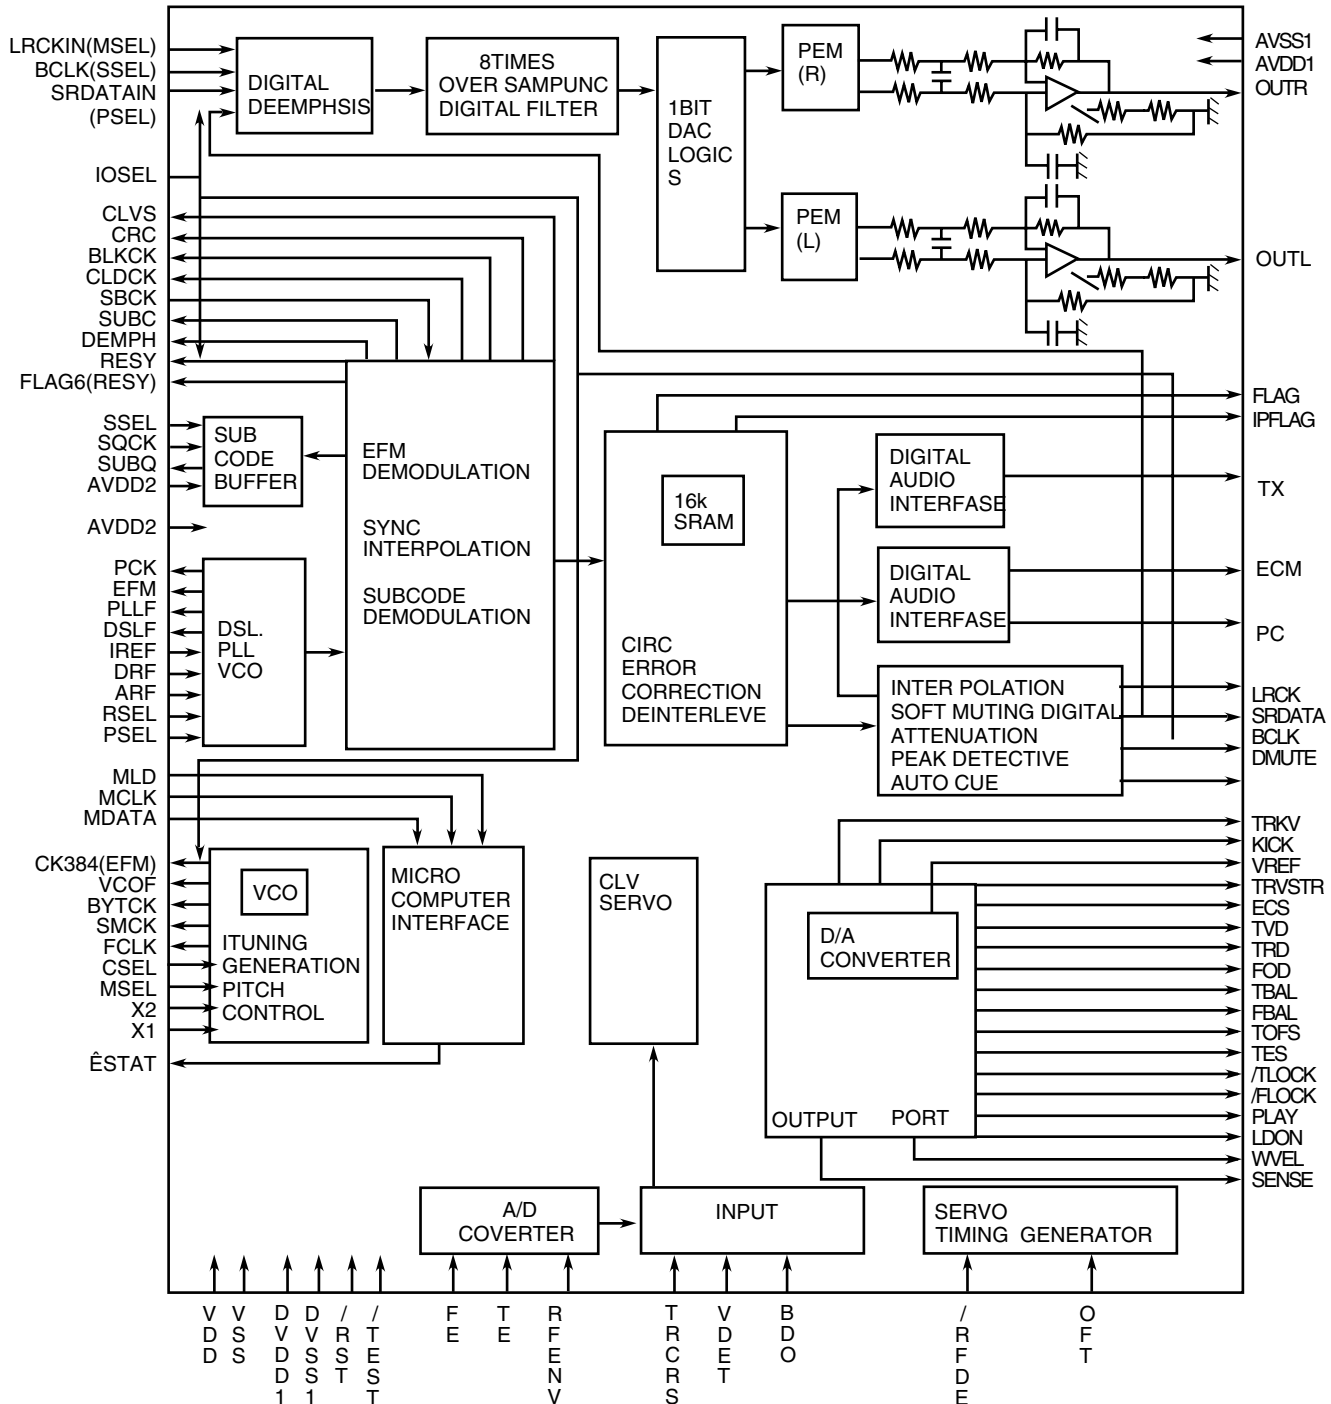 LRCKIN(MSEL)
BCLK(SSEL)
SRDATAIN
(PSEL)
IOSEL
CLVS
CRC
BLKCK
CLDCK
SBCK
SUBC
DEMPH
RESY
FLAG6(RESY)
SSEL
SQCK
SUBQ
AVDD2
AVDD2
PCK
EFM
PLLF
DSLF
IREF
DRF
ARF
RSEL
PSEL
MLD
MCLK
MDATA
CK384(EFM)
VCOF
BYTCK
SMCK
FCLK
CSEL
MSEL
X2
X1
ÊSTAT
DIGITAL
DEEMPHSIS
8TIMES
OVER SAMPUNC
DIGITAL FILTER
1BIT
DAC
LOGIC
S
PEM
(R)
PEM
(L)
SUB
CODE
BUFFER
EFM
DEMODULATION
SYNC
INTERPOLATION
SUBCODE
DEMODULATION
DSL.
PLL
VCO
16k
SRAM
CIRC
ERROR
CORRECTION
DEINTERLEVE
DIGITAL
AUDIO
INTERFASE
DIGITAL
AUDIO
INTERFASE
INTER POLATION
SOFT MUTING DIGITAL
ATTENUATION
PEAK DETECTIVE
AUTO CUE
VCO
ITUNING
GENERATION
PITCH
CONTROL
MICRO
COMPUTER
INTERFACE
CLV
SERVO
D/A
CONVERTER
OUTPUT PORT
A/D
COVERTER
INPUT
SERVO
TIMING GENERATOR
AVSS1
AVDD1
OUTR
OUTL
FLAG
IPFLAG
TX
ECM
PC
LRCK
SRDATA
BCLK
DMUTE
TRKV
KICK
VREF
TRVSTR
ECS
TVD
TRD
FOD
TBAL
FBAL
TOFS
TES
/TLOCK
/FLOCK
PLAY
LDON
WVEL
SENSE
VDD
VSS
DVDD1
DVSS1
/RST
/TEST
FE
TE
RFENV
TRCRS
VDET
BDO
/RFDE
OFT